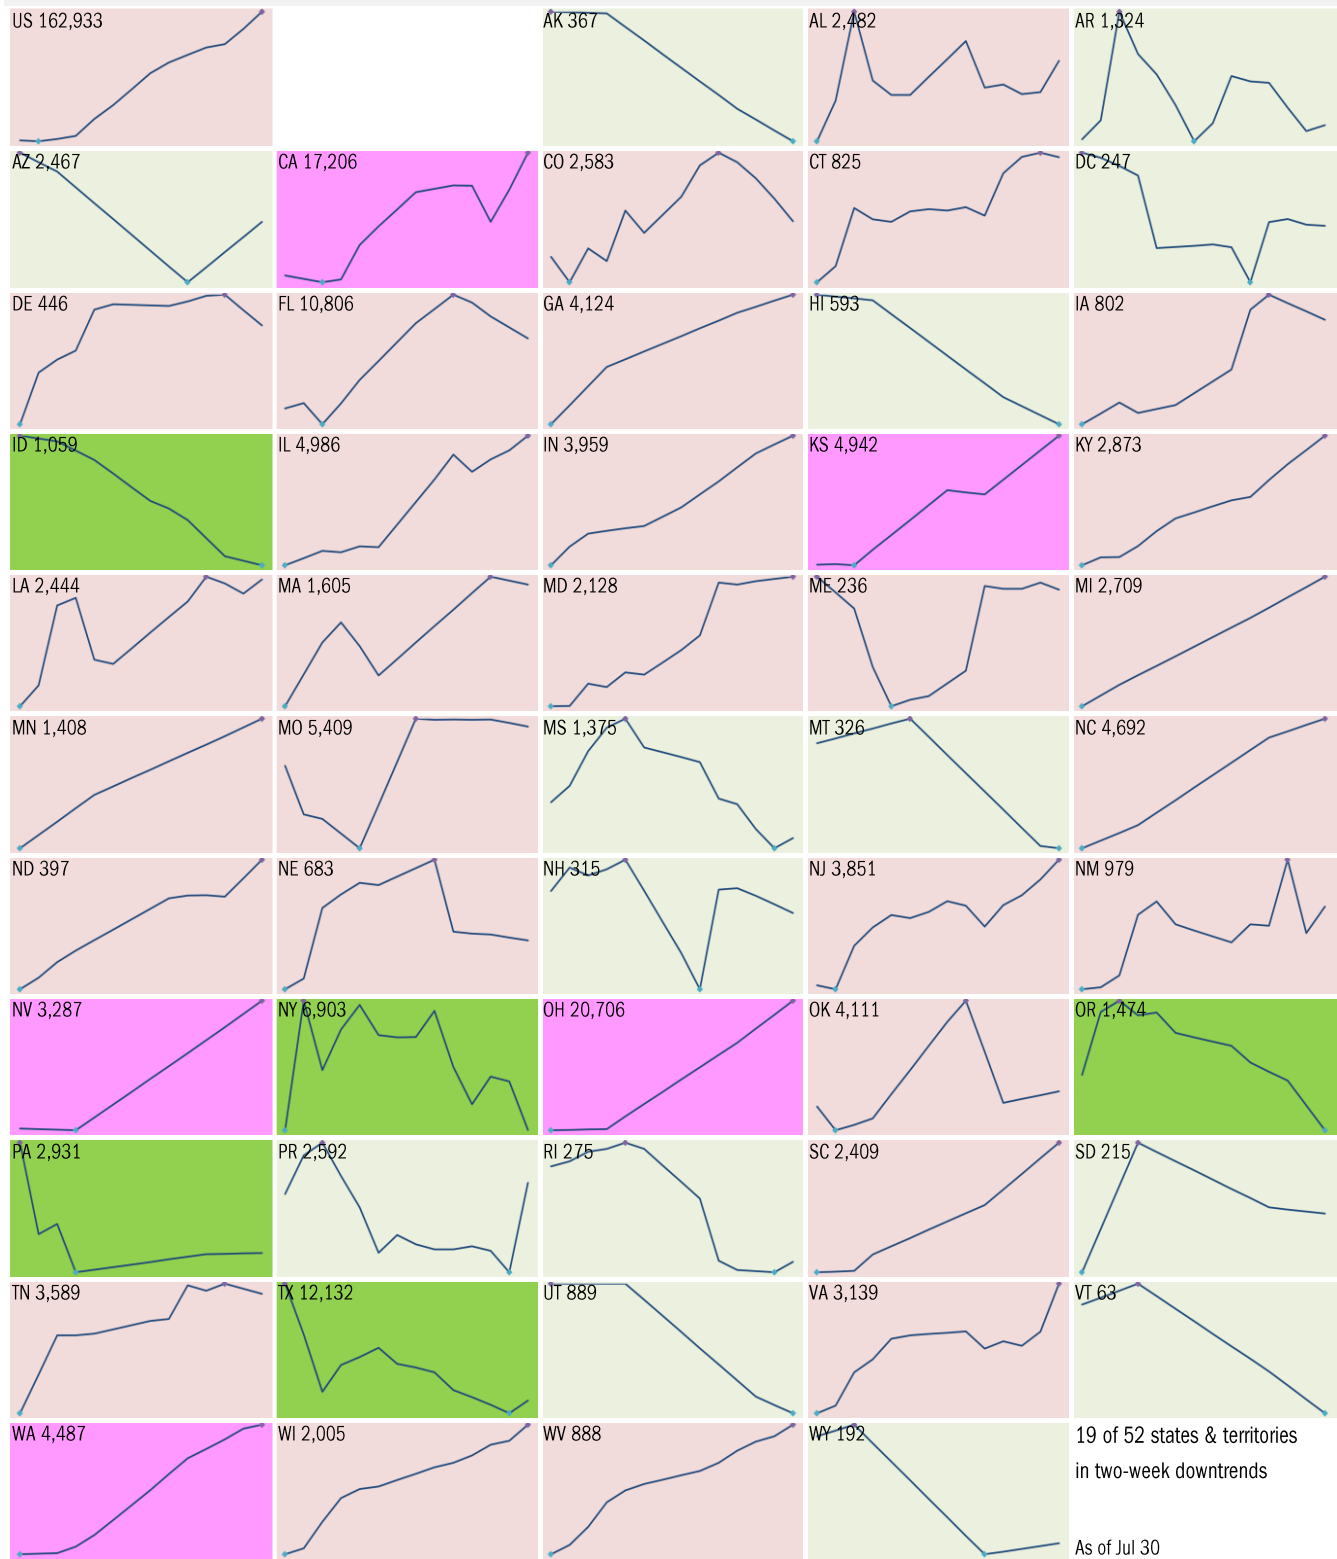 US 162,933
AK 367
AL 2,482
AR 1,324
AZ 2,467
CA 17,206
CO 2,583
CT 825
DC 247
DE 446
FL 10,806
GA 4,124
HI 593
IA 802
ID 1,059
IL 4,986
IN 3,959
KS 4,942
KY 2,873
LA 2,444
MA 1,605
MD 2,128
ME 236
MI 2,709
MN 1,408
MO 5,409
MS 1,375
MT 326
NC 4,692
ND 397
NE 683
NH 315
NJ 3,851
NM 979
NV 3,287
NY 6,903
OH 20,706
OK 4,111
OR 1,474
PA 2,931
PR 2,592
RI 275
SC 2,409
SD 215
TN 3,589
TX 12,132
UT 889
VA 3,139
VT 63
WA 4,487
WI 2,005
WV 888
WY 192
19 of 52 states & territories
in two-week downtrends
As of Jul 30